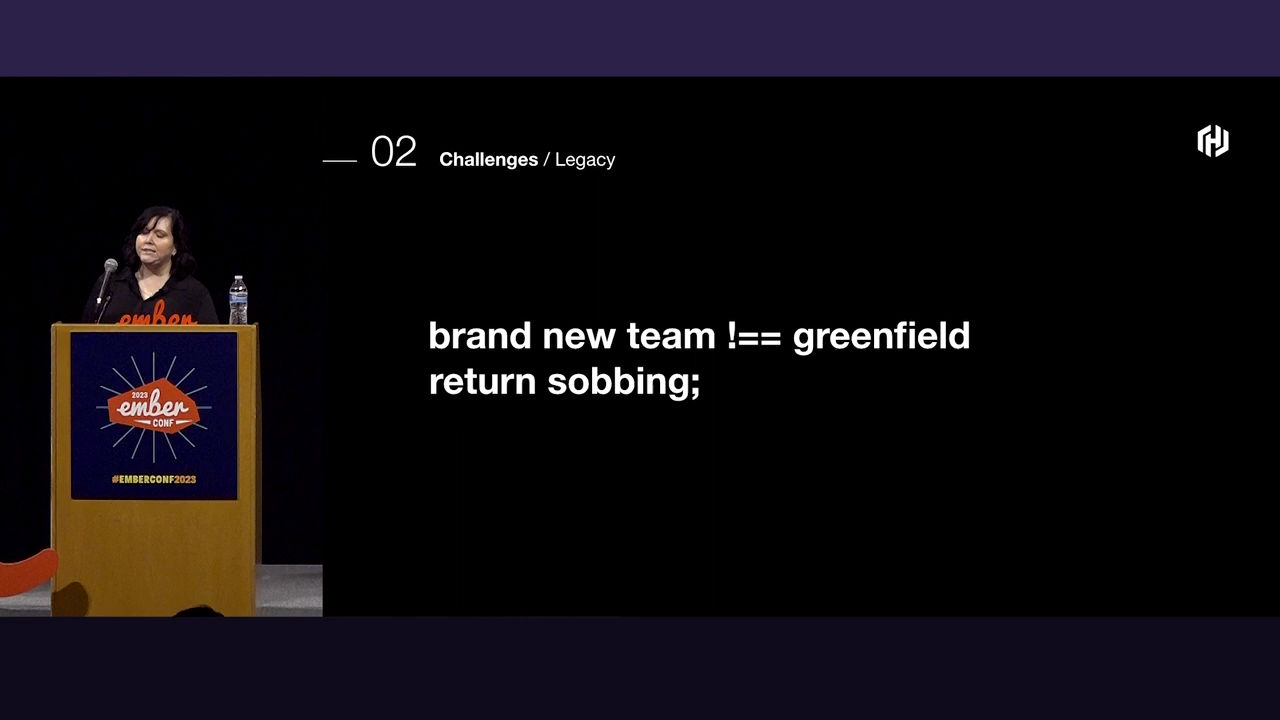 02 Challenges / Legacy
brand new team !== greenfield
return sobbing;
ember
2023
ember
CONF
#EMBERCONF2023